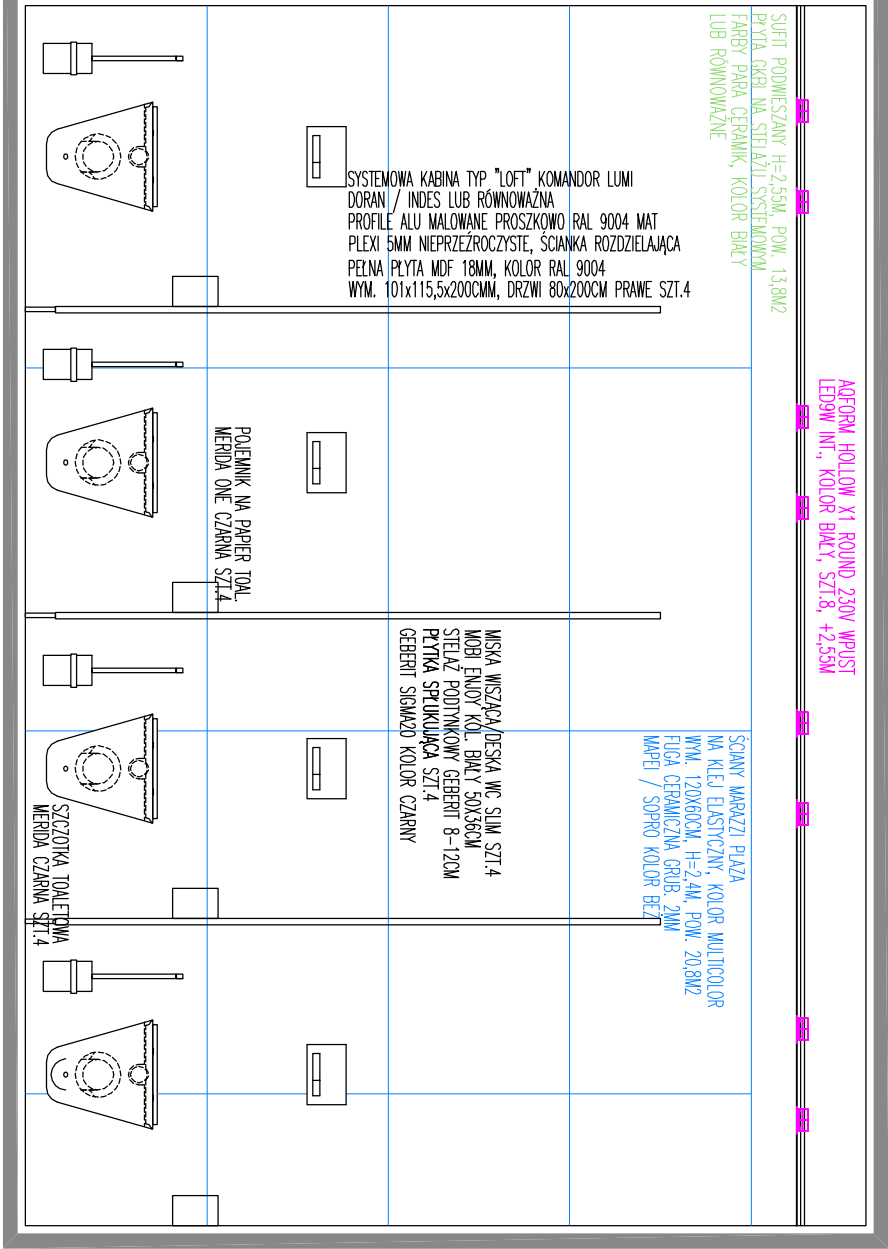 SUFIT PODWIESZANY H=2,55M, POW. 13,8M2
PŁYTA GKBI NA STELAŻU SYSTEMOWYM
FARBY PARA CERAMIK, KOLOR BIAŁY
LUB RÓWNOWAŻNE
AQFORM HOLLOW X1 ROUND 230V WPUST
LED9W INT., KOLOR BIAŁY, SZT.8, +2,55M
SYSTEMOWA KABINA TYP "LOFT" KOMANDOR LUMI
DORAN / INDES LUB RÓWNOWAŻNA
PROFILE ALU MALOWANE PROSZKOWO RAL 9004 MAT
PLEXI 5MM NIEPRZEŹROCZYSTE, ŚCIANKA ROZDZIELAJĄCA
PEŁNA PŁYTA MDF 18MM, KOLOR RAL 9004
WYM. 101x115,5x200CMM, DRZWI 80x200CM PRAWE SZT.4
ŚCIANY MARAZZI PLAZA
NA KLEJ ELASTYCZNY, KOLOR MULTICOLOR
WYM. 120X60CM, H=2,4M, POW. 20,8M2
FUGA CERAMICZNA GRUB. 2MM
MAPEI / SOPRO KOLOR BEŻ
MISKA WISZĄCA/DESKA WC SLIM SZT.4
MOBI ENJOY KOL. BIAŁY 50X36CM
STELAŻ PODTYNKOWY GEBERIT 8-12CM
PŁYTKA SPŁUKUJĄCA SZT.4
GEBERIT SIGMA20 KOLOR CZARNY
POJEMNIK NA PAPIER TOAL.
MERIDA ONE CZARNA SZT.4
SZCZOTKA TOALETOWA
MERIDA CZARNA SZT.4